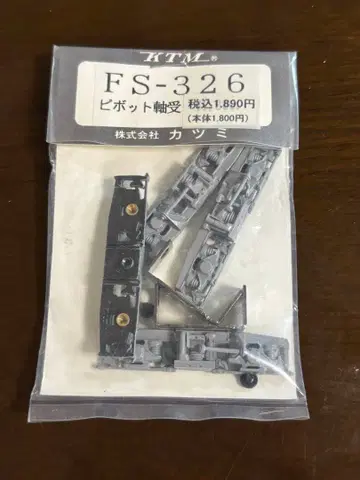 KTM®
FS-326
ピボット軸受 税込1,890円
(本体1,800円)
株式会社 カツミ